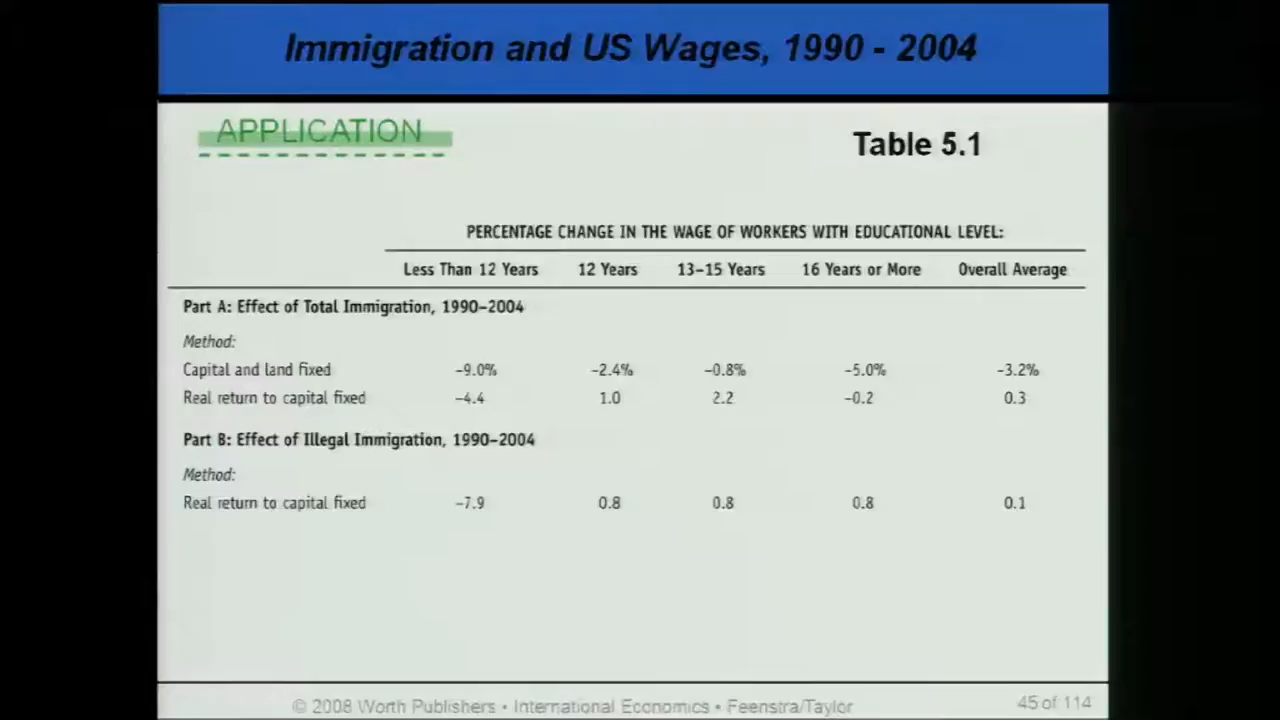 Immigration and US Wages, 1990 - 2004
APPLICATION
Table 5.1
PERCENTAGE CHANGE IN THE WAGE OF WORKERS WITH EDUCATIONAL LEVEL:
Less Than 12 Years 12 Years 13–15 Years 16 Years or More Overall Average
Part A: Effect of Total Immigration, 1990–2004
Method:
Capital and land fixed –9.0% –2.4% –0.8% –5.0% –3.2%
Real return to capital fixed –4.4 1.0 2.2 –0.2 0.3
Part B: Effect of Illegal Immigration, 1990–2004
Method:
Real return to capital fixed –7.9 0.8 0.8 0.8 0.1
© 2008 Worth Publishers • International Economics • Feenstra/Taylor
45 of 114